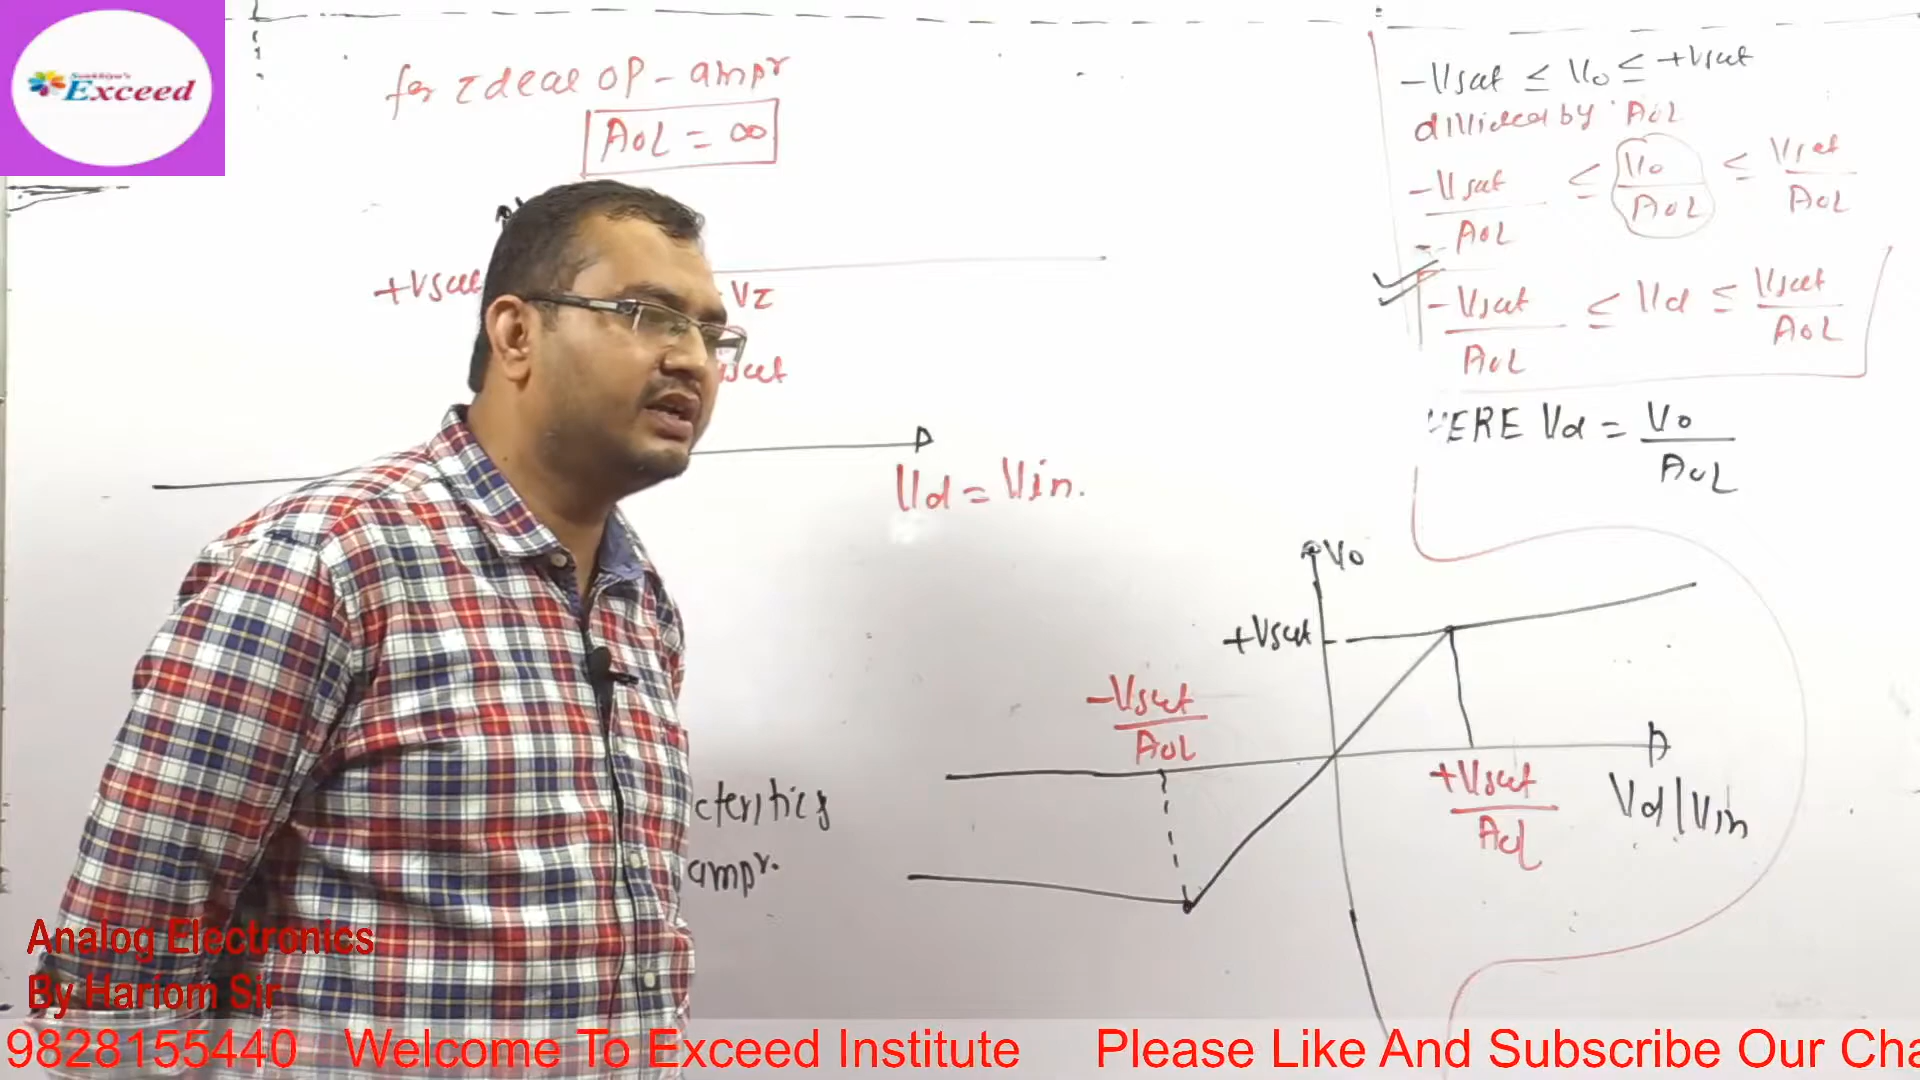 Exceed
for Ideal OP-ampr
AOL = ∞
+Vsat
VI
Vd = Vin.
cteristics
ampr.
-Vsat ≤ Vo ≤ +Vsat
divided by AOL
-Vsat/AOL ≤ Vo/AOL ≤ Vsat/AOL
-Vsat/AOL ≤ Vd ≤ Vsat/AOL
HERE Vd = Vo/AOL
Vo
+Vsat
-Vsat/AOL
+Vsat/AOL
Vd/Vin
Analog Electronics
By Hariom Sir
9828155440 Welcome To Exceed Institute Please Like And Subscribe Our Cha